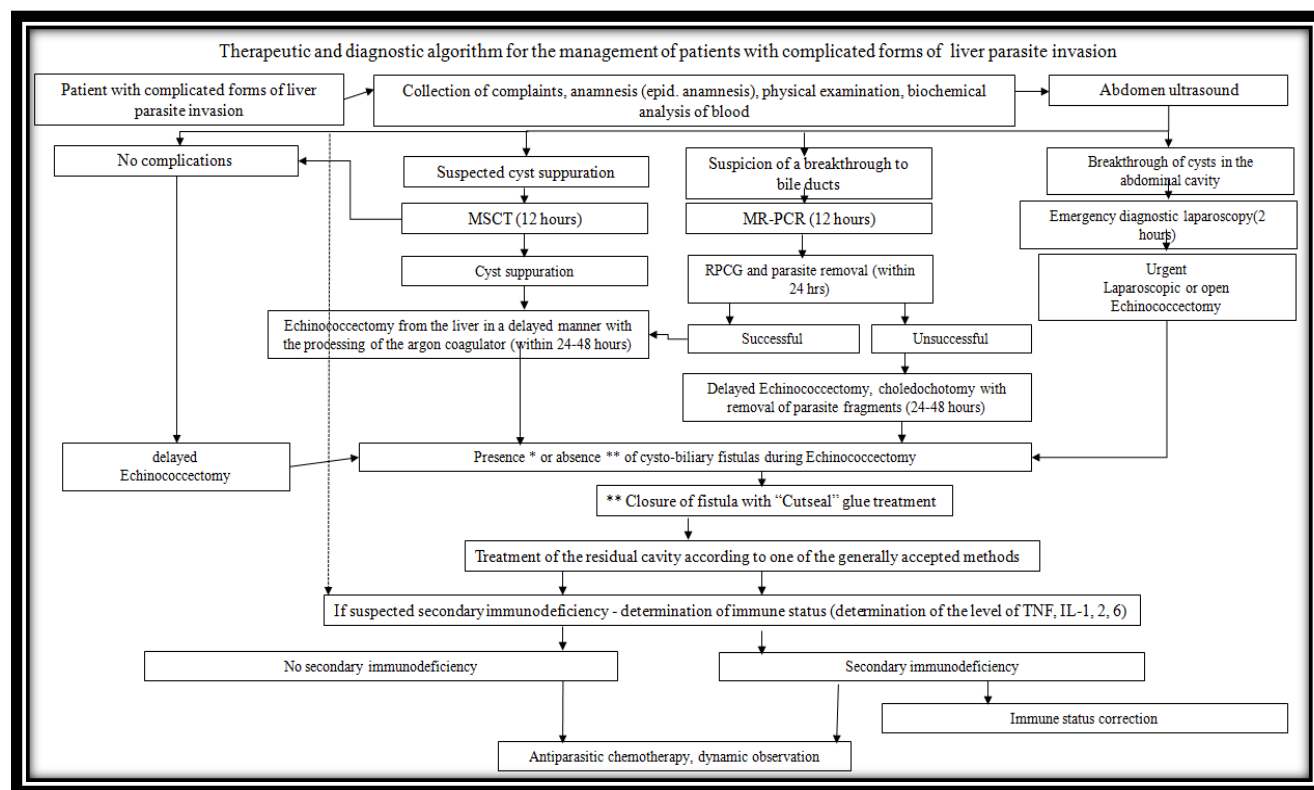 Therapeutic and diagnostic algorithm for the management of patients with complicated forms of liver parasite invasion
Patient with complicated forms of liver
parasite invasion
Collection of complaints, anamnesis (epid. anamnesis), physical examination, biochemical
analysis of blood
Abdomen ultrasound
No complications
Suspected cyst suppuration
Suspicion of a breakthrough to
bile ducts
Breakthrough of cysts in the
abdominal cavity
MSCT (12 hours)
MR-PCR (12 hours)
Emergency diagnostic laparoscopy(2
hours)
Cyst suppuration
RPCG and parasite removal (within
24 hrs)
Urgent
Laparoscopic or open
Echinococcectomy
Echinococcectomy from the liver in a delayed manner with
the processing of the argon coagulator (within 24-48 hours)
Successful
Unsuccessful
Delayed Echinococcectomy, choledochotomy with
removal of parasite fragments (24-48 hours)
delayed
Echinococcectomy
Presence * or absence ** of cysto-biliary fistulas during Echinococcectomy
** Closure of fistula with “Cutseal” glue treatment
Treatment of the residual cavity according to one of the generally accepted methods
If suspected secondary immunodeficiency - determination of immune status (determination of the level of TNF, IL-1, 2, 6)
No secondary immunodeficiency
Secondary immunodeficiency
Immune status correction
Antiparasitic chemotherapy, dynamic observation